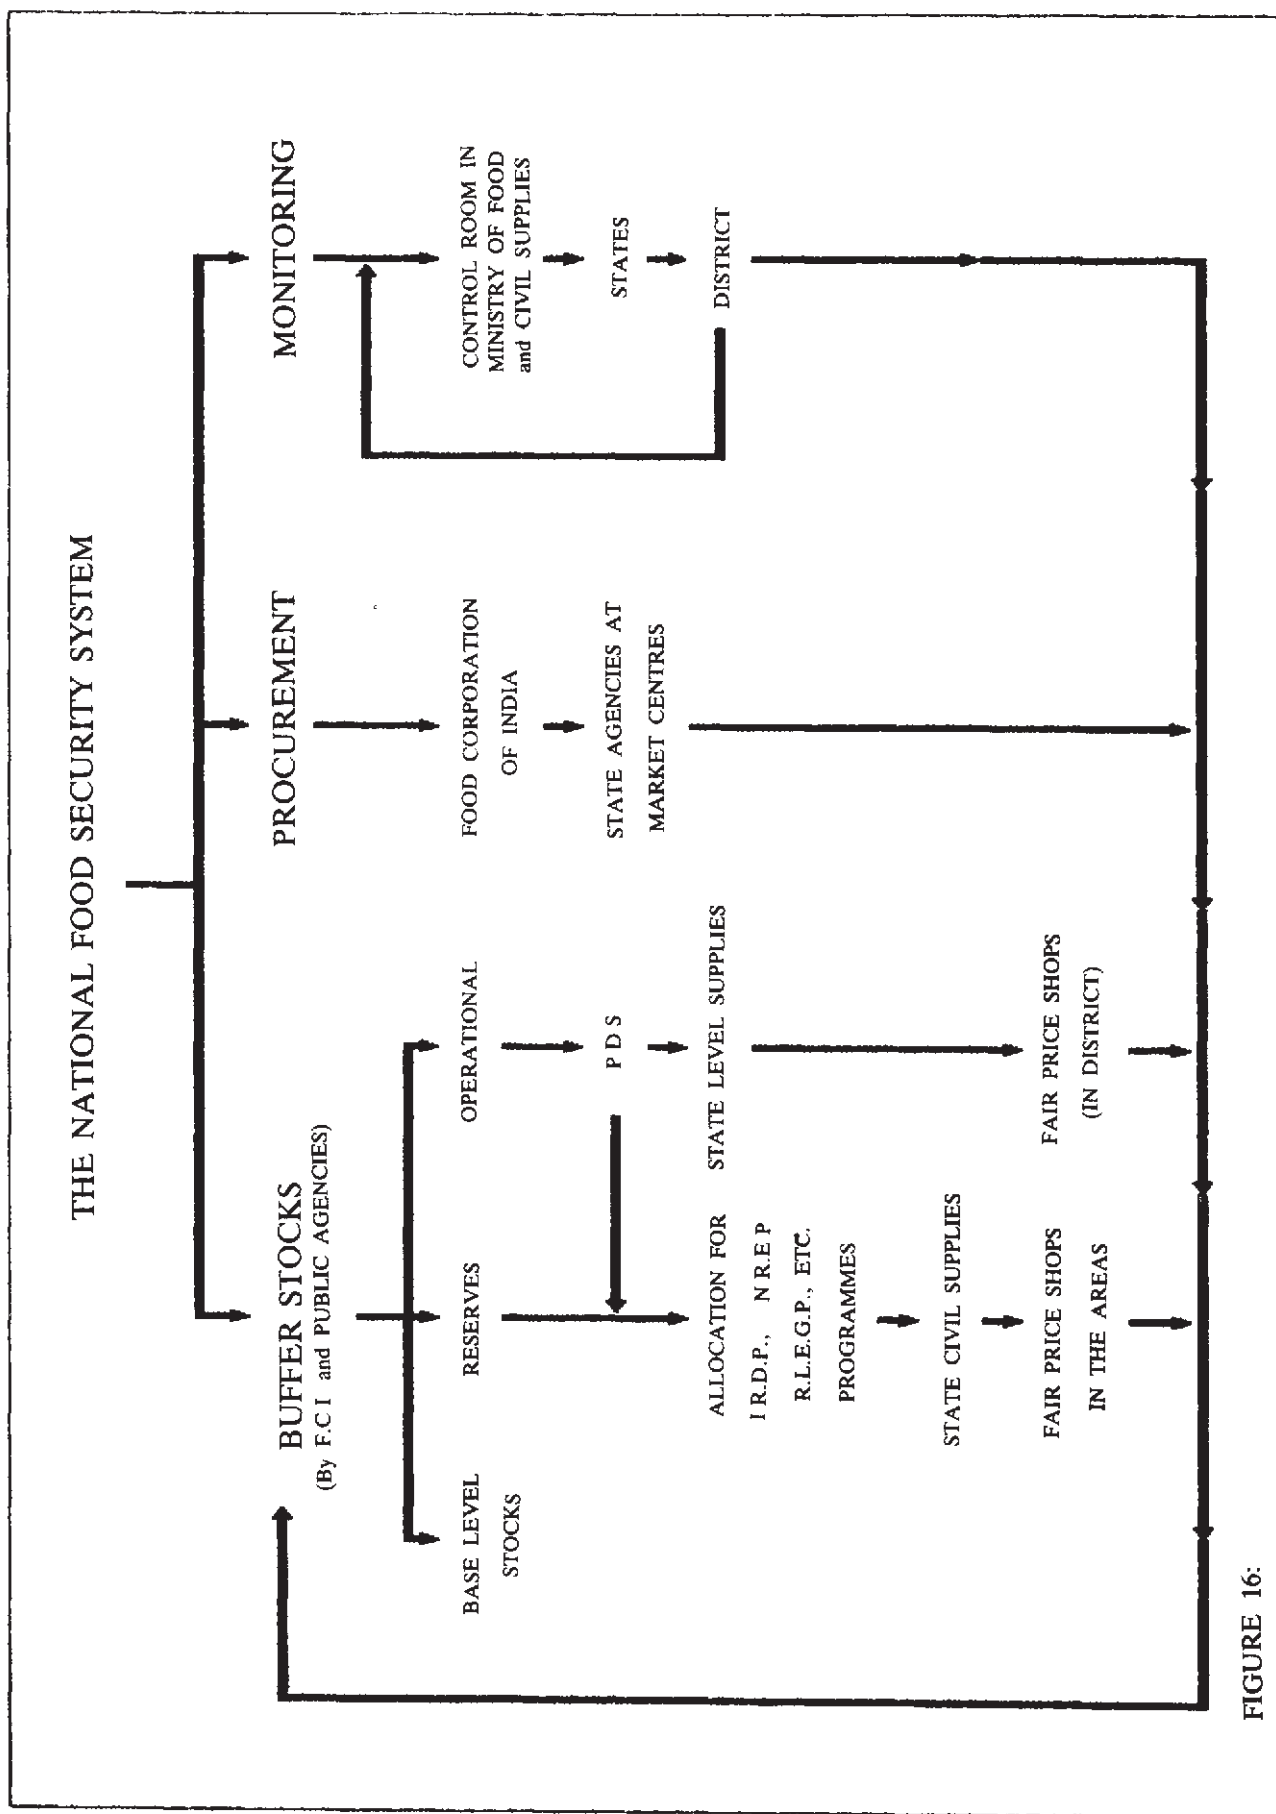 THE NATIONAL FOOD SECURITY SYSTEM
BUFFER STOCKS
(By F.C I and PUBLIC AGENCIES)
PROCUREMENT
MONITORING
BASE LEVEL
STOCKS
RESERVES
OPERATIONAL
FOOD CORPORATION
OF INDIA
CONTROL ROOM IN
MINISTRY OF FOOD
and CIVIL SUPPLIES
P D S
STATE AGENCIES AT
MARKET CENTRES
STATES
ALLOCATION FOR
I R.D.P., N R.E P
R.L.E.G.P., ETC.
PROGRAMMES
STATE LEVEL SUPPLIES
DISTRICT
STATE CIVIL SUPPLIES
FAIR PRICE SHOPS
IN THE AREAS
FAIR PRICE SHOPS
(IN DISTRICT)
FIGURE 16: